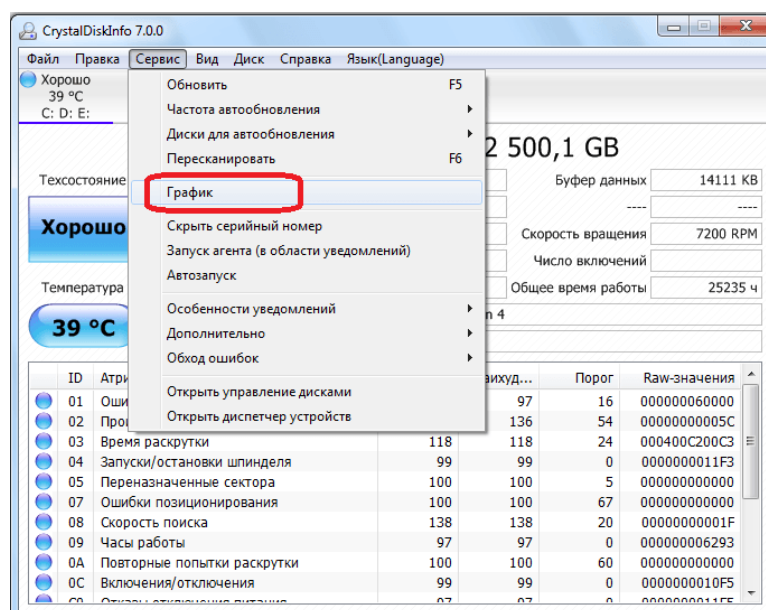 CrystalDiskInfo 7.0.0
Файл Правка Сервис Вид Диск Справка Язык(Language)
Хорошо
39 °C
C: D: E:
Обновить F5
Частота автообновления
Диски для автообновления
Пересканировать F6
График
Скрыть серийный номер
Запуск агента (в области уведомлений)
Автозапуск
Особенности уведомлений
Дополнительно
Обход ошибок
Открыть управление дисками
Открыть диспетчер устройств
2 500,1 GB
Техсостояние
Буфер данных 14111 KB
---- ----
Хорошо
Скорость вращения 7200 RPM
Число включений
Температура
Общее время работы 25235 ч
39 °C
n 4
ID Порог Raw-значения
01 97 16 000000060000
02 136 54 00000000005C
03 Время раскрутки 118 118 24 000400C200C3
04 Запуски/остановки шпинделя 99 99 0 0000000011F3
05 Переназначенные сектора 100 100 5 000000000000
07 Ошибки позиционирования 100 100 67 000000000000
08 Скорость поиска 138 138 20 00000000001F
09 Часы работы 97 97 0 000000006293
0A Повторные попытки раскрутки 100 100 60 000000000000
0C Включения/отключения 99 99 0 0000000010F5